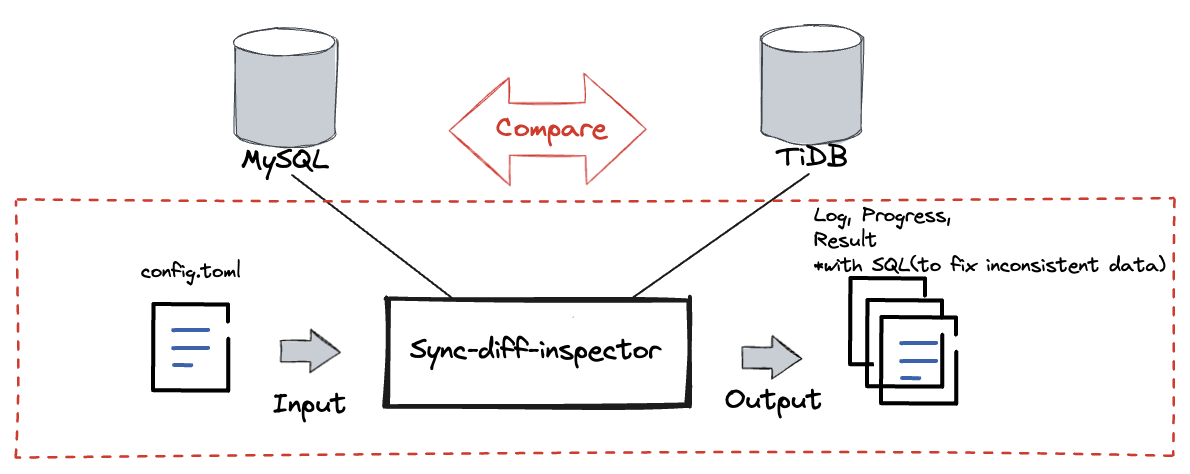 Compare
MySQL
TiDB
Log, Progress,
Result
*with SQL(to fix inconsistent data)
config.toml
Sync-diff-inspector
Input
Output